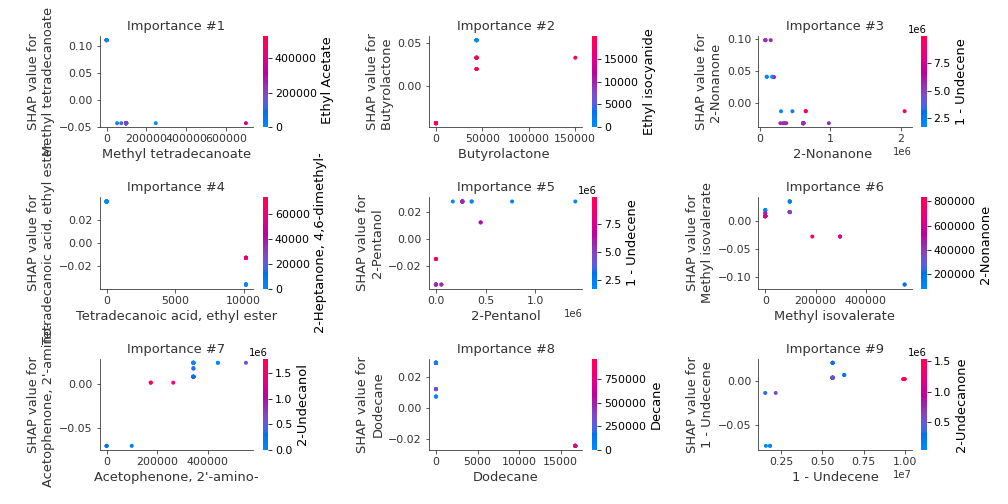 Importance #1
SHAP value for
Methyl tetradecanoate
0.10
0.05
0.00
−0.05
0
200000
400000
600000
Methyl tetradecanoate
400000
200000
0
Ethyl Acetate
Importance #2
SHAP value for
Butyrolactone
0.05
0.00
0
50000
100000
150000
Butyrolactone
15000
10000
5000
0
Ethyl isocyanide
Importance #3
SHAP value for
2-Nonanone
0.10
0.05
0.00
0
1
2
1e6
2-Nonanone
1e6
7.5
5.0
2.5
1 - Undecene
Importance #4
SHAP value for
Tetradecanoic acid, ethyl ester
0.02
0.00
−0.02
0
5000
10000
Tetradecanoic acid, ethyl ester
60000
40000
20000
0
2-Heptanone, 4,6-dimethyl-
Importance #5
SHAP value for
2-Pentanol
0.02
0.00
−0.02
0.0
0.5
1.0
1e6
2-Pentanol
1e6
7.5
5.0
2.5
1 - Undecene
Importance #6
SHAP value for
Methyl isovalerate
0.00
−0.05
−0.10
0
200000
400000
Methyl isovalerate
800000
600000
400000
200000
2-Nonanone
Importance #7
SHAP value for
Acetophenone, 2'-amino-
0.00
−0.05
0
200000
400000
Acetophenone, 2'-amino-
1e6
1.5
1.0
0.5
0.0
2-Undecanol
Importance #8
SHAP value for
Dodecane
0.02
0.00
−0.02
0
5000
10000
15000
Dodecane
750000
500000
250000
0
Decane
Importance #9
SHAP value for
1 - Undecene
0.00
−0.05
0.25
0.50
0.75
1.00
1e7
1 - Undecene
1e6
1.5
1.0
0.5
2-Undecanone